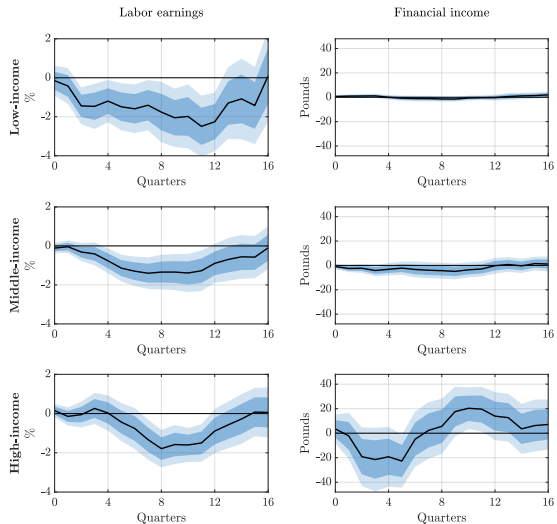 Labor earnings
Financial income
Low-income
%
2
0
-2
-4
0 4 8 12 16
Quarters
Pounds
40
20
0
-20
-40
0 4 8 12 16
Quarters
Middle-income
%
2
0
-2
-4
0 4 8 12 16
Quarters
Pounds
40
20
0
-20
-40
0 4 8 12 16
Quarters
High-income
%
2
0
-2
-4
0 4 8 12 16
Quarters
Pounds
40
20
0
-20
-40
0 4 8 12 16
Quarters